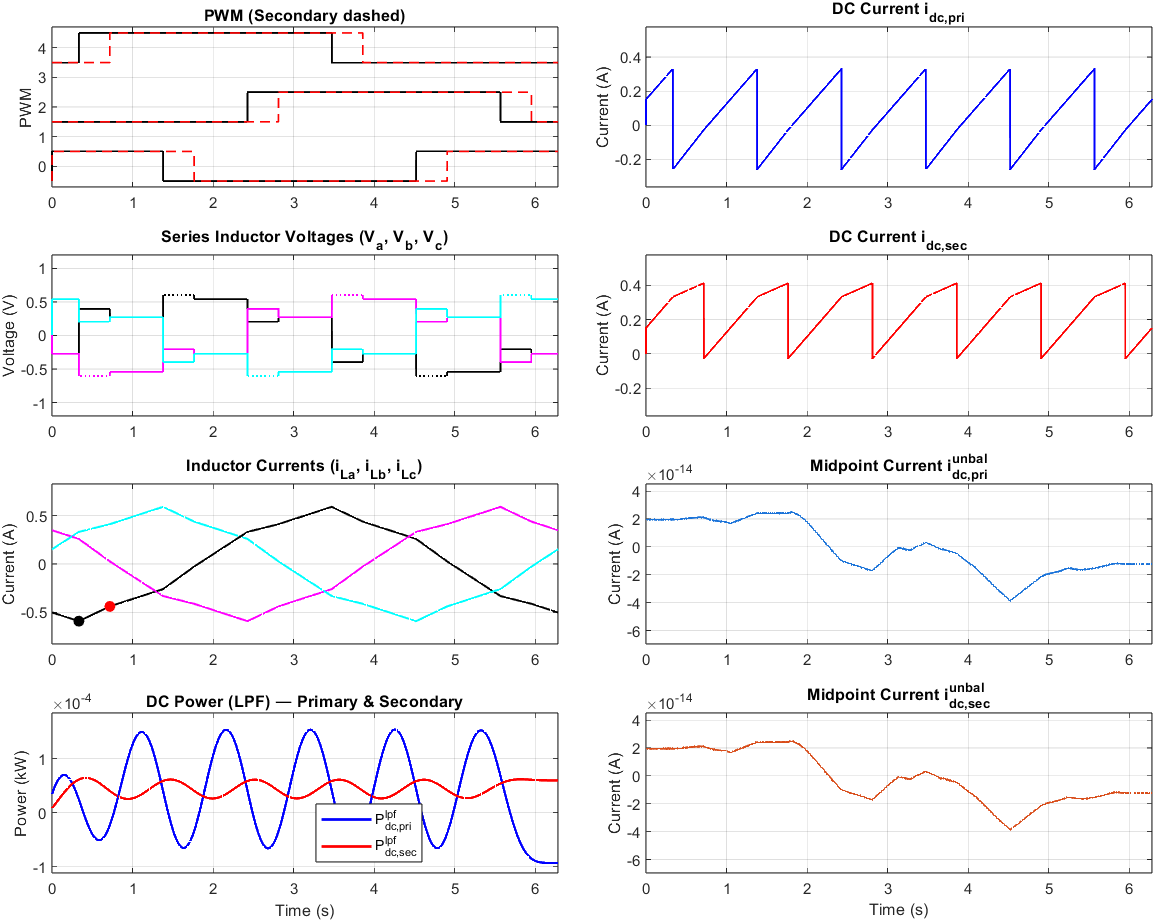 PWM (Secondary dashed)
PWM
4
3
2
1
0
0 1 2 3 4 5 6
DC Current i_dc,pri
Current (A)
0.4
0.2
0
-0.2
0 1 2 3 4 5 6
Series Inductor Voltages (V_a, V_b, V_c)
Voltage (V)
1
0.5
0
-0.5
-1
0 1 2 3 4 5 6
DC Current i_dc,sec
Current (A)
0.4
0.2
0
-0.2
0 1 2 3 4 5 6
Inductor Currents (i_La, i_Lb, i_Lc)
Current (A)
0.5
0
-0.5
0 1 2 3 4 5 6
Midpoint Current i_dc,pri^unbal
×10^-14
Current (A)
4
2
0
-2
-4
-6
0 1 2 3 4 5 6
DC Power (LPF) — Primary & Secondary
×10^-4
Power (kW)
1
0
-1
P_dc,pri^lpf
P_dc,sec^lpf
0 1 2 3 4 5 6
Time (s)
Midpoint Current i_dc,sec^unbal
×10^-14
Current (A)
4
2
0
-2
-4
-6
0 1 2 3 4 5 6
Time (s)